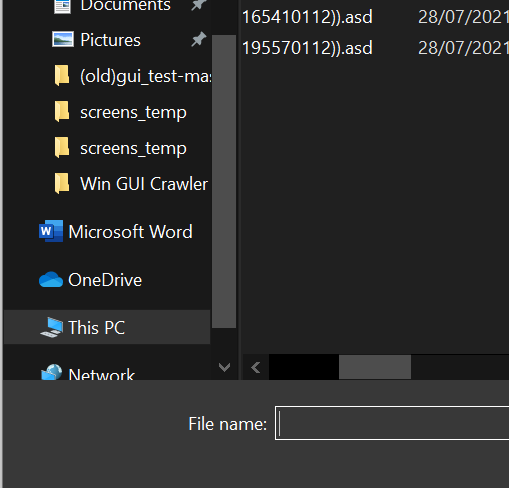 Documents
165410112)).asd 28/07/2021
Pictures
195570112)).asd 28/07/2021
(old)gui_test-mas
screens_temp
screens_temp
Win GUI Crawler
Microsoft Word
OneDrive
This PC
Network
File name: